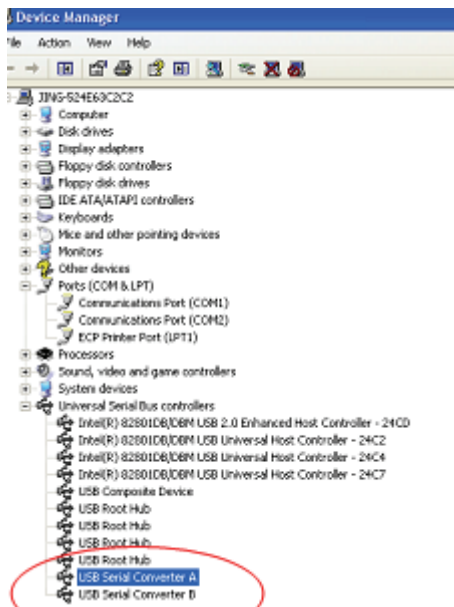 Device Manager
File Action View Help
JING-524E63C2C2
Computer
Disk drives
Display adapters
Floppy disk controllers
Floppy disk drives
IDE ATA/ATAPI controllers
Keyboards
Mice and other pointing devices
Monitors
Other devices
Ports (COM & LPT)
Communications Port (COM1)
Communications Port (COM2)
ECP Printer Port (LPT1)
Processors
Sound, video and game controllers
System devices
Universal Serial Bus controllers
Intel(R) 82801DB/DBM USB 2.0 Enhanced Host Controller - 24CD
Intel(R) 82801DB/DBM USB Universal Host Controller - 24C2
Intel(R) 82801DB/DBM USB Universal Host Controller - 24C4
Intel(R) 82801DB/DBM USB Universal Host Controller - 24C7
USB Composite Device
USB Root Hub
USB Root Hub
USB Root Hub
USB Root Hub
USB Serial Converter A
USB Serial Converter B